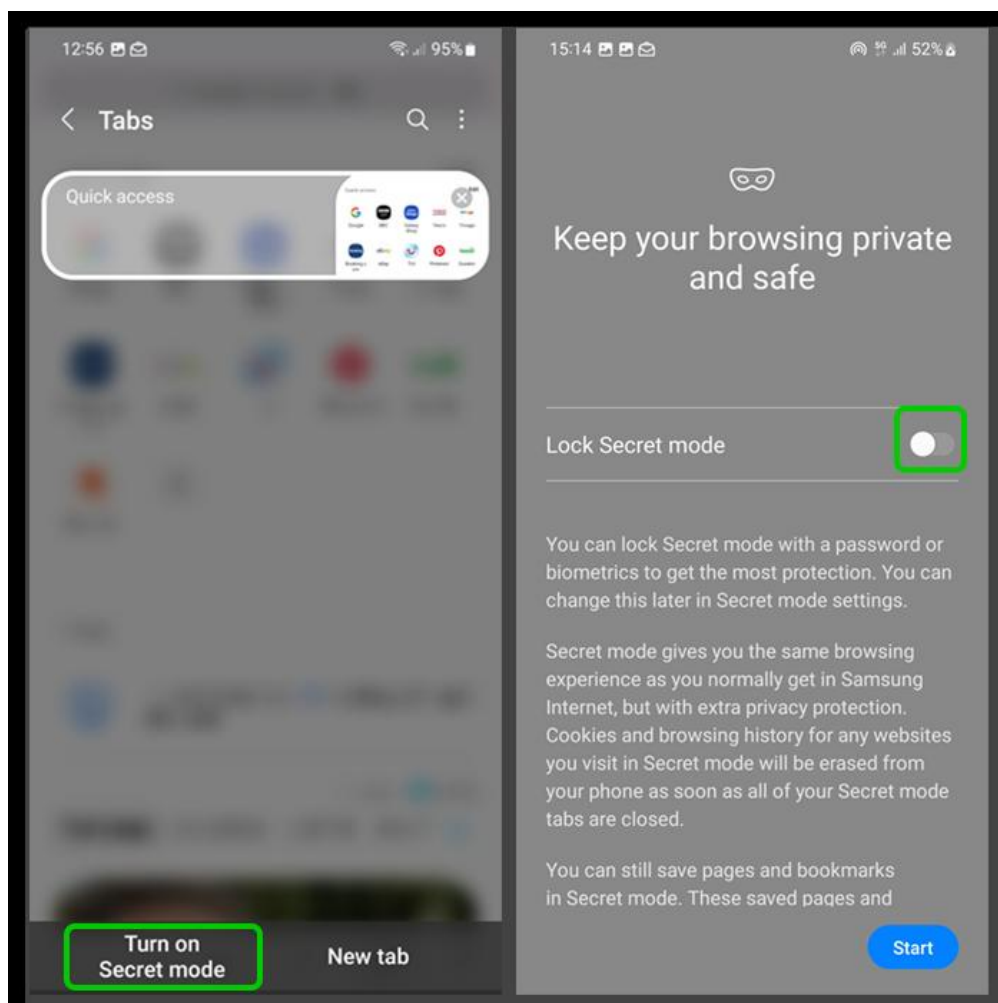 12:56
95%
Tabs
Quick access
Turn on
Secret mode
New tab
15:14
5G
52%
Keep your browsing private
and safe
Lock Secret mode
You can lock Secret mode with a password or
biometrics to get the most protection. You can
change this later in Secret mode settings.
Secret mode gives you the same browsing
experience as you normally get in Samsung
Internet, but with extra privacy protection.
Cookies and browsing history for any websites
you visit in Secret mode will be erased from
your phone as soon as all of your Secret mode
tabs are closed.
You can still save pages and bookmarks
in Secret mode. These saved pages and
Start